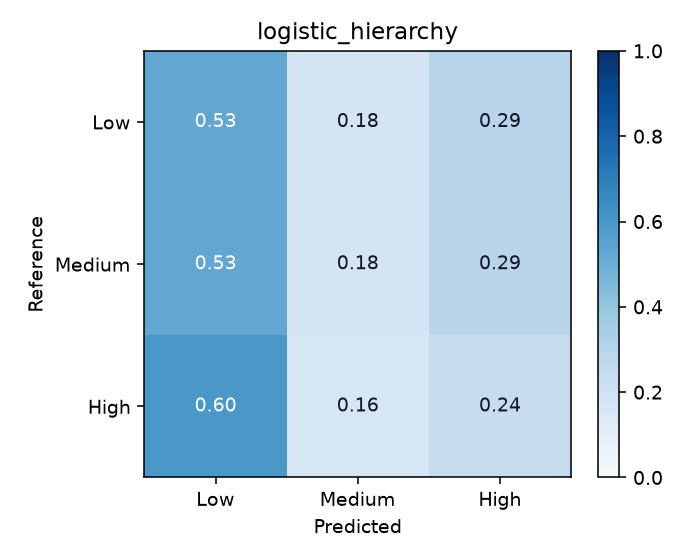 logistic_hierarchy
Reference
Low 0.53 0.18 0.29
Medium 0.53 0.18 0.29
High 0.60 0.16 0.24
Low Medium High
Predicted
1.0
0.8
0.6
0.4
0.2
0.0